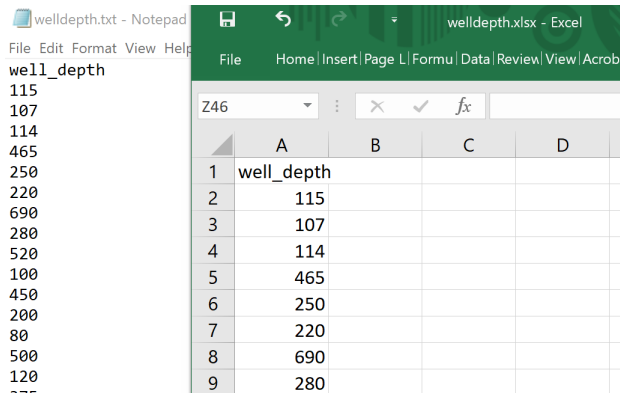 welldepth.txt - Notepad
File Edit Format View Help
well_depth
115
107
114
465
250
220
690
280
520
100
450
200
80
500
120
welldepth.xlsx - Excel
File Home Insert Page L Formu Data Review View Acrob
Z46 fx
A B C D
1 well_depth
2 115
3 107
4 114
5 465
6 250
7 220
8 690
9 280